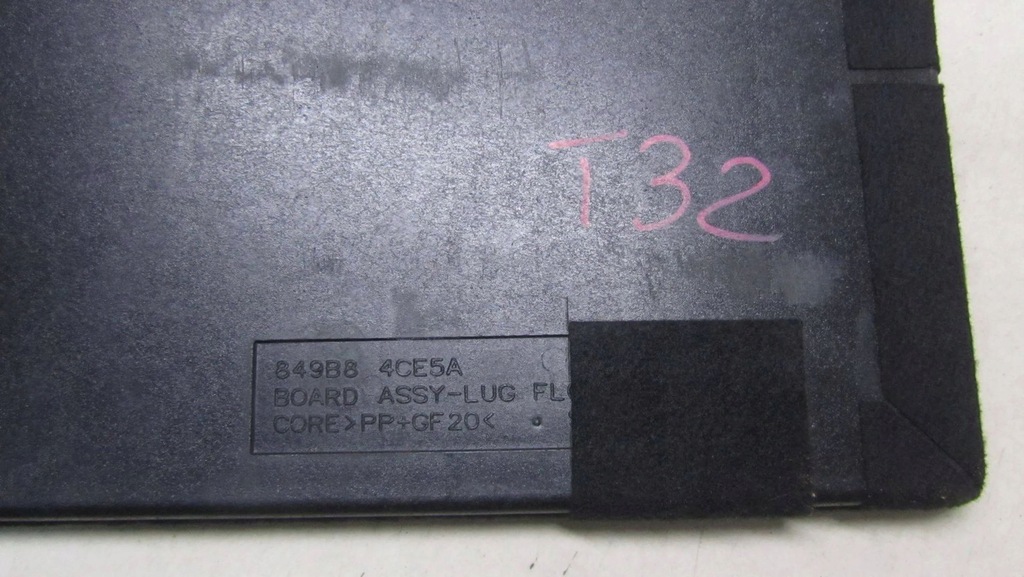 T32
849B8 4CE5A
BOARD ASSY-LUG
CORE>PP+GF20<